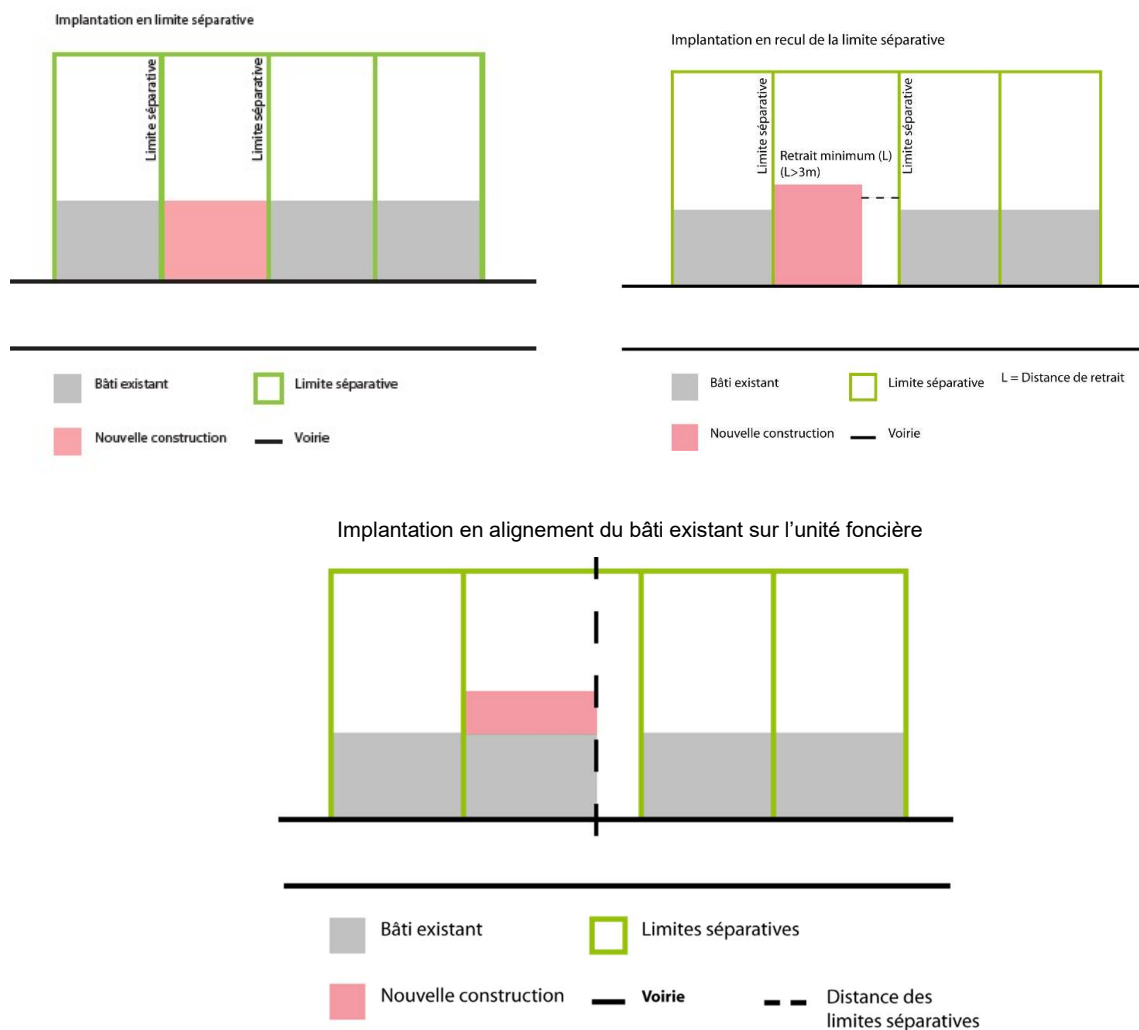 Implantation en limite séparative
Limite séparative
Limite séparative
Bâti existant
Limite séparative
Nouvelle construction
Voirie
Implantation en recul de la limite séparative
Limite séparative
Retrait minimum (L)
(L>3m)
Limite séparative
Bâti existant
Limite séparative
L = Distance de retrait
Nouvelle construction
Voirie
Implantation en alignement du bâti existant sur l’unité foncière
Bâti existant
Limites séparatives
Nouvelle construction
Voirie
Distance des
limites séparatives